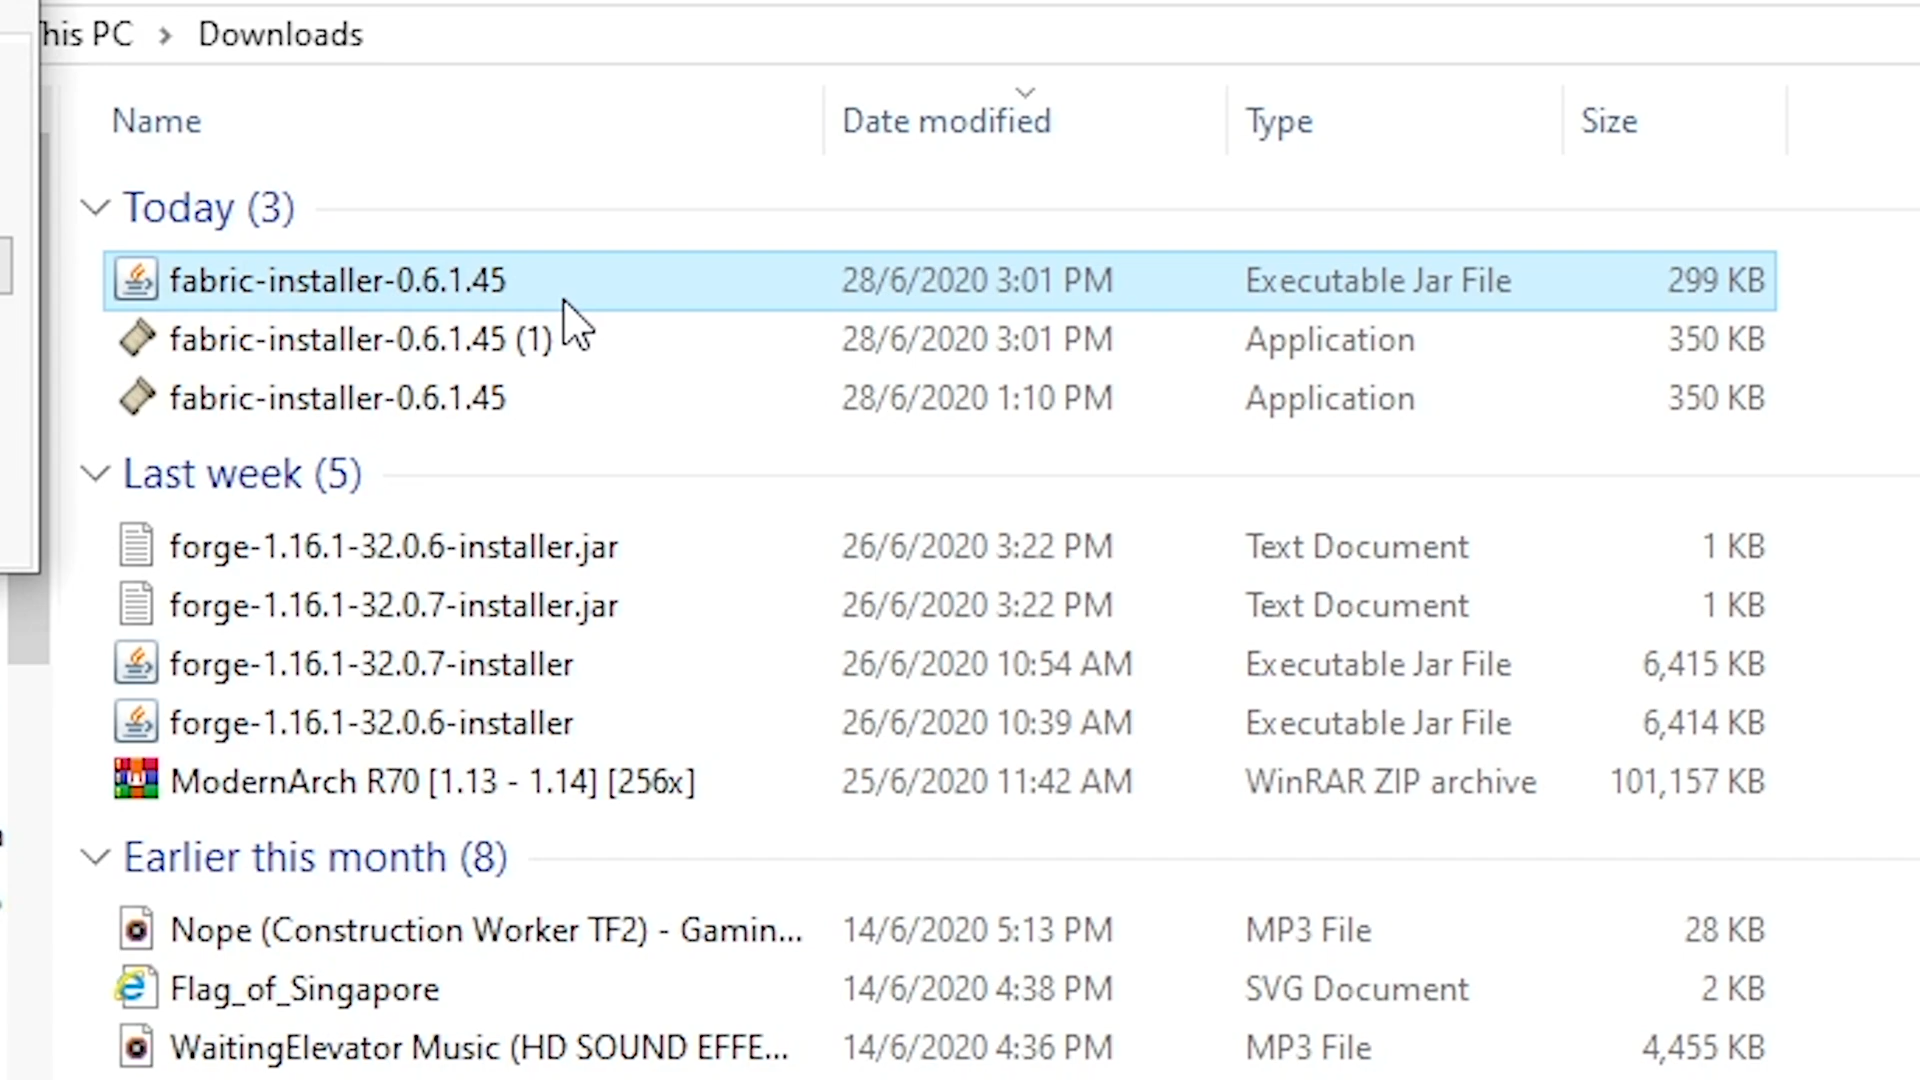 his PC > Downloads
Name Date modified Type Size
Today (3)
fabric-installer-0.6.1.45 28/6/2020 3:01 PM Executable Jar File 299 KB
fabric-installer-0.6.1.45 (1) 28/6/2020 3:01 PM Application 350 KB
fabric-installer-0.6.1.45 28/6/2020 1:10 PM Application 350 KB
Last week (5)
forge-1.16.1-32.0.6-installer.jar 26/6/2020 3:22 PM Text Document 1 KB
forge-1.16.1-32.0.7-installer.jar 26/6/2020 3:22 PM Text Document 1 KB
forge-1.16.1-32.0.7-installer 26/6/2020 10:54 AM Executable Jar File 6,415 KB
forge-1.16.1-32.0.6-installer 26/6/2020 10:39 AM Executable Jar File 6,414 KB
ModernArch R70 [1.13 - 1.14] [256x] 25/6/2020 11:42 AM WinRAR ZIP archive 101,157 KB
Earlier this month (8)
Nope (Construction Worker TF2) - Gamin... 14/6/2020 5:13 PM MP3 File 28 KB
Flag_of_Singapore 14/6/2020 4:38 PM SVG Document 2 KB
WaitingElevator Music (HD SOUND EFFE... 14/6/2020 4:36 PM MP3 File 4,455 KB